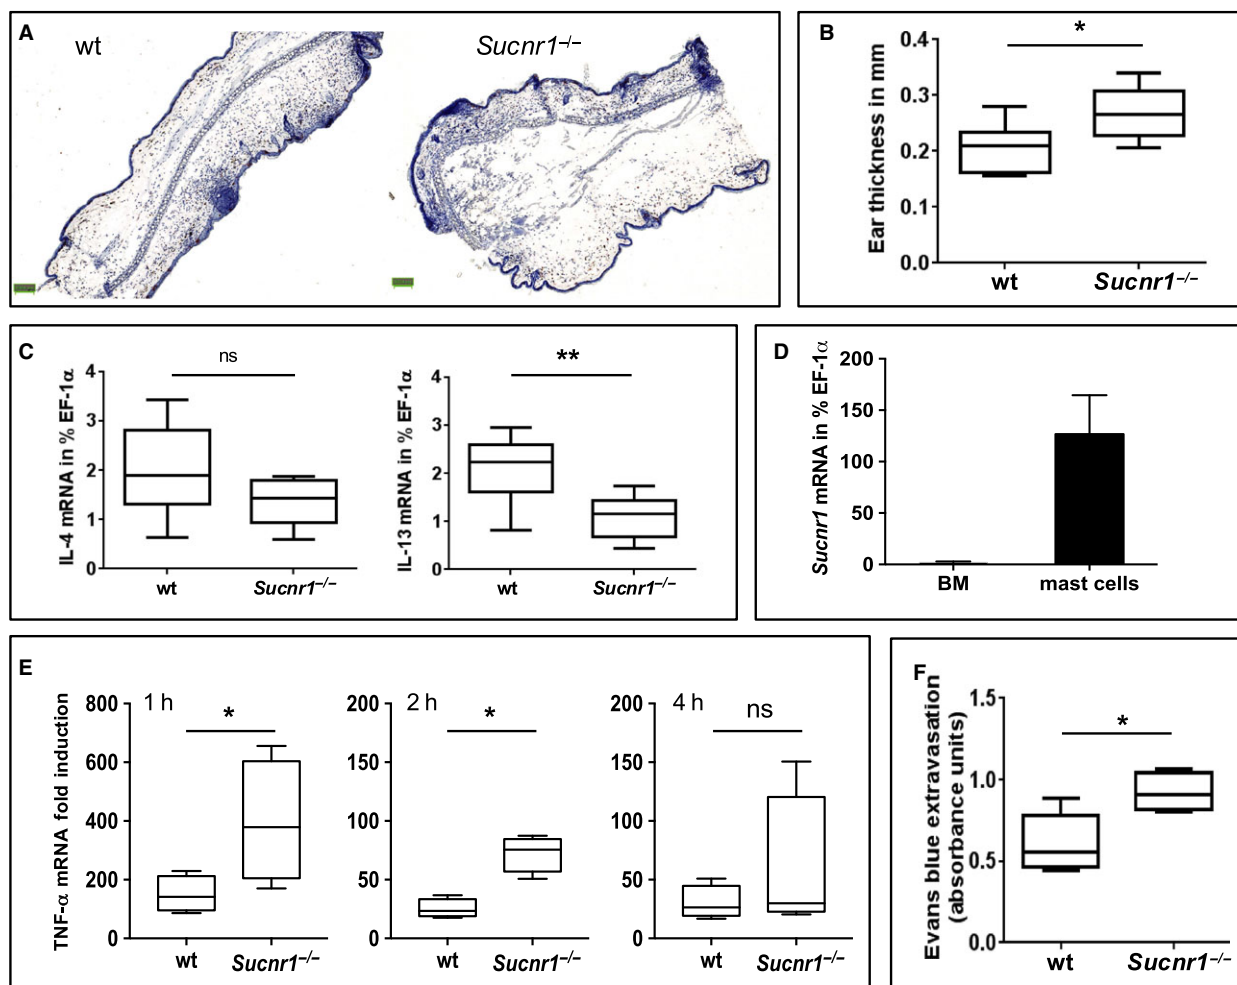 A
wt
Sucnr1–/–
B
Ear thickness in mm
*
0.4
0.3
0.2
0.1
0.0
wt
Sucnr1–/–
C
IL-4 mRNA in % EF-1α
ns
4
3
2
1
0
wt
Sucnr1–/–
IL-13 mRNA in % EF-1α
**
4
3
2
1
0
wt
Sucnr1–/–
D
Sucnr1 mRNA in % EF-1α
200
150
100
50
0
BM
mast cells
E
TNF-α mRNA fold induction
1 h
*
800
600
400
200
0
wt
Sucnr1–/–
2 h
*
200
150
100
50
0
wt
Sucnr1–/–
4 h
ns
200
150
100
50
0
wt
Sucnr1–/–
F
Evans blue extravasation
(absorbance units)
*
1.5
1.0
0.5
0.0
wt
Sucnr1–/–